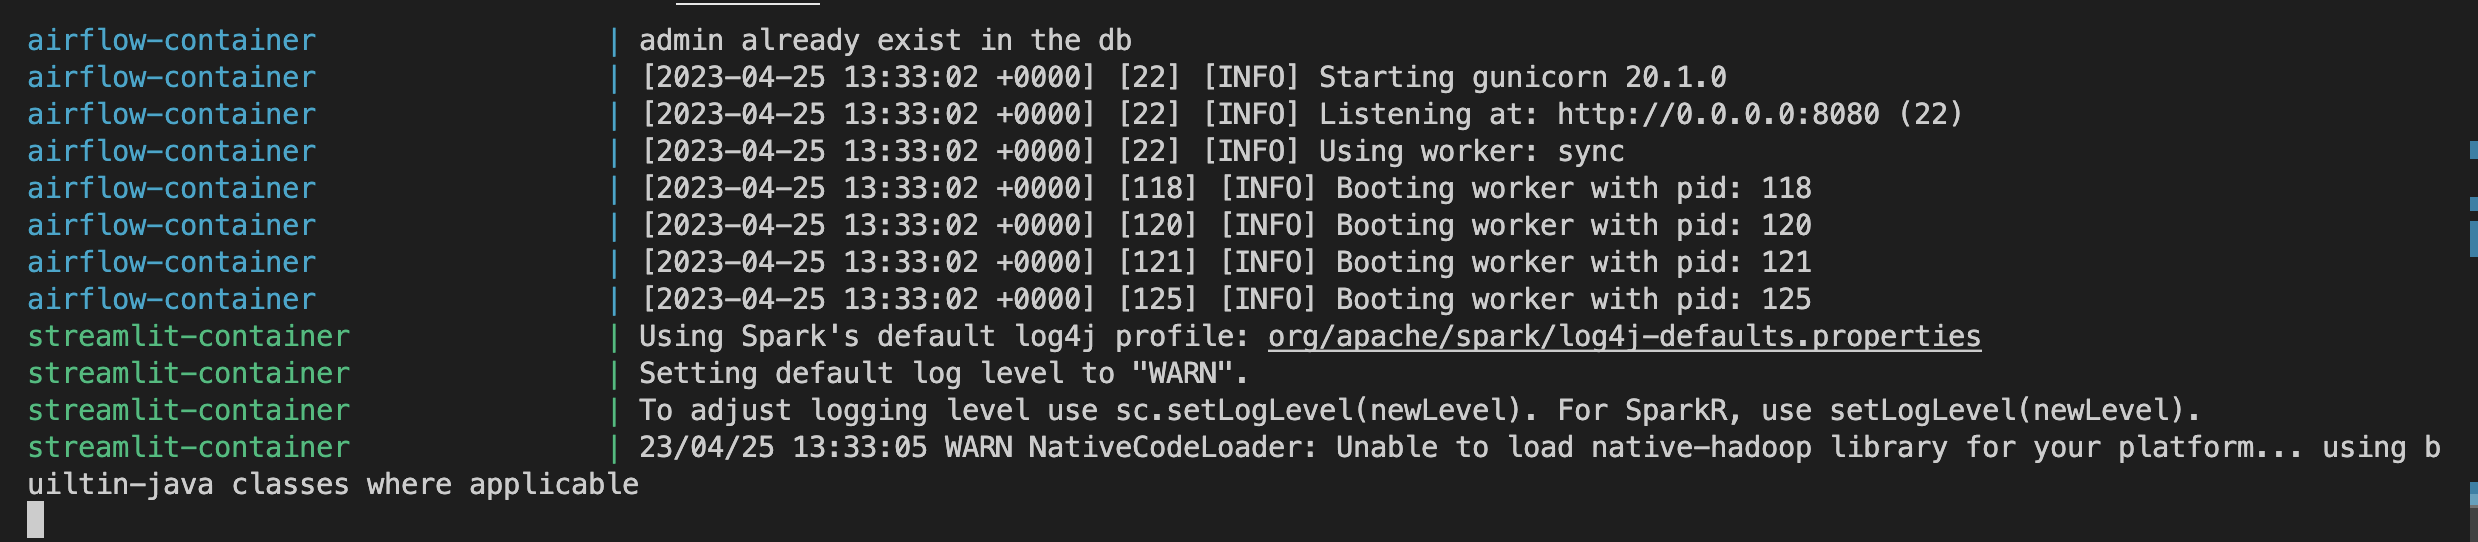 airflow-container | admin already exist in the db
airflow-container | [2023-04-25 13:33:02 +0000] [22] [INFO] Starting gunicorn 20.1.0
airflow-container | [2023-04-25 13:33:02 +0000] [22] [INFO] Listening at: http://0.0.0.0:8080 (22)
airflow-container | [2023-04-25 13:33:02 +0000] [22] [INFO] Using worker: sync
airflow-container | [2023-04-25 13:33:02 +0000] [118] [INFO] Booting worker with pid: 118
airflow-container | [2023-04-25 13:33:02 +0000] [120] [INFO] Booting worker with pid: 120
airflow-container | [2023-04-25 13:33:02 +0000] [121] [INFO] Booting worker with pid: 121
airflow-container | [2023-04-25 13:33:02 +0000] [125] [INFO] Booting worker with pid: 125
streamlit-container | Using Spark's default log4j profile: org/apache/spark/log4j-defaults.properties
streamlit-container | Setting default log level to "WARN".
streamlit-container | To adjust logging level use sc.setLogLevel(newLevel). For SparkR, use setLogLevel(newLevel).
streamlit-container | 23/04/25 13:33:05 WARN NativeCodeLoader: Unable to load native-hadoop library for your platform... using b
uiltin-java classes where applicable